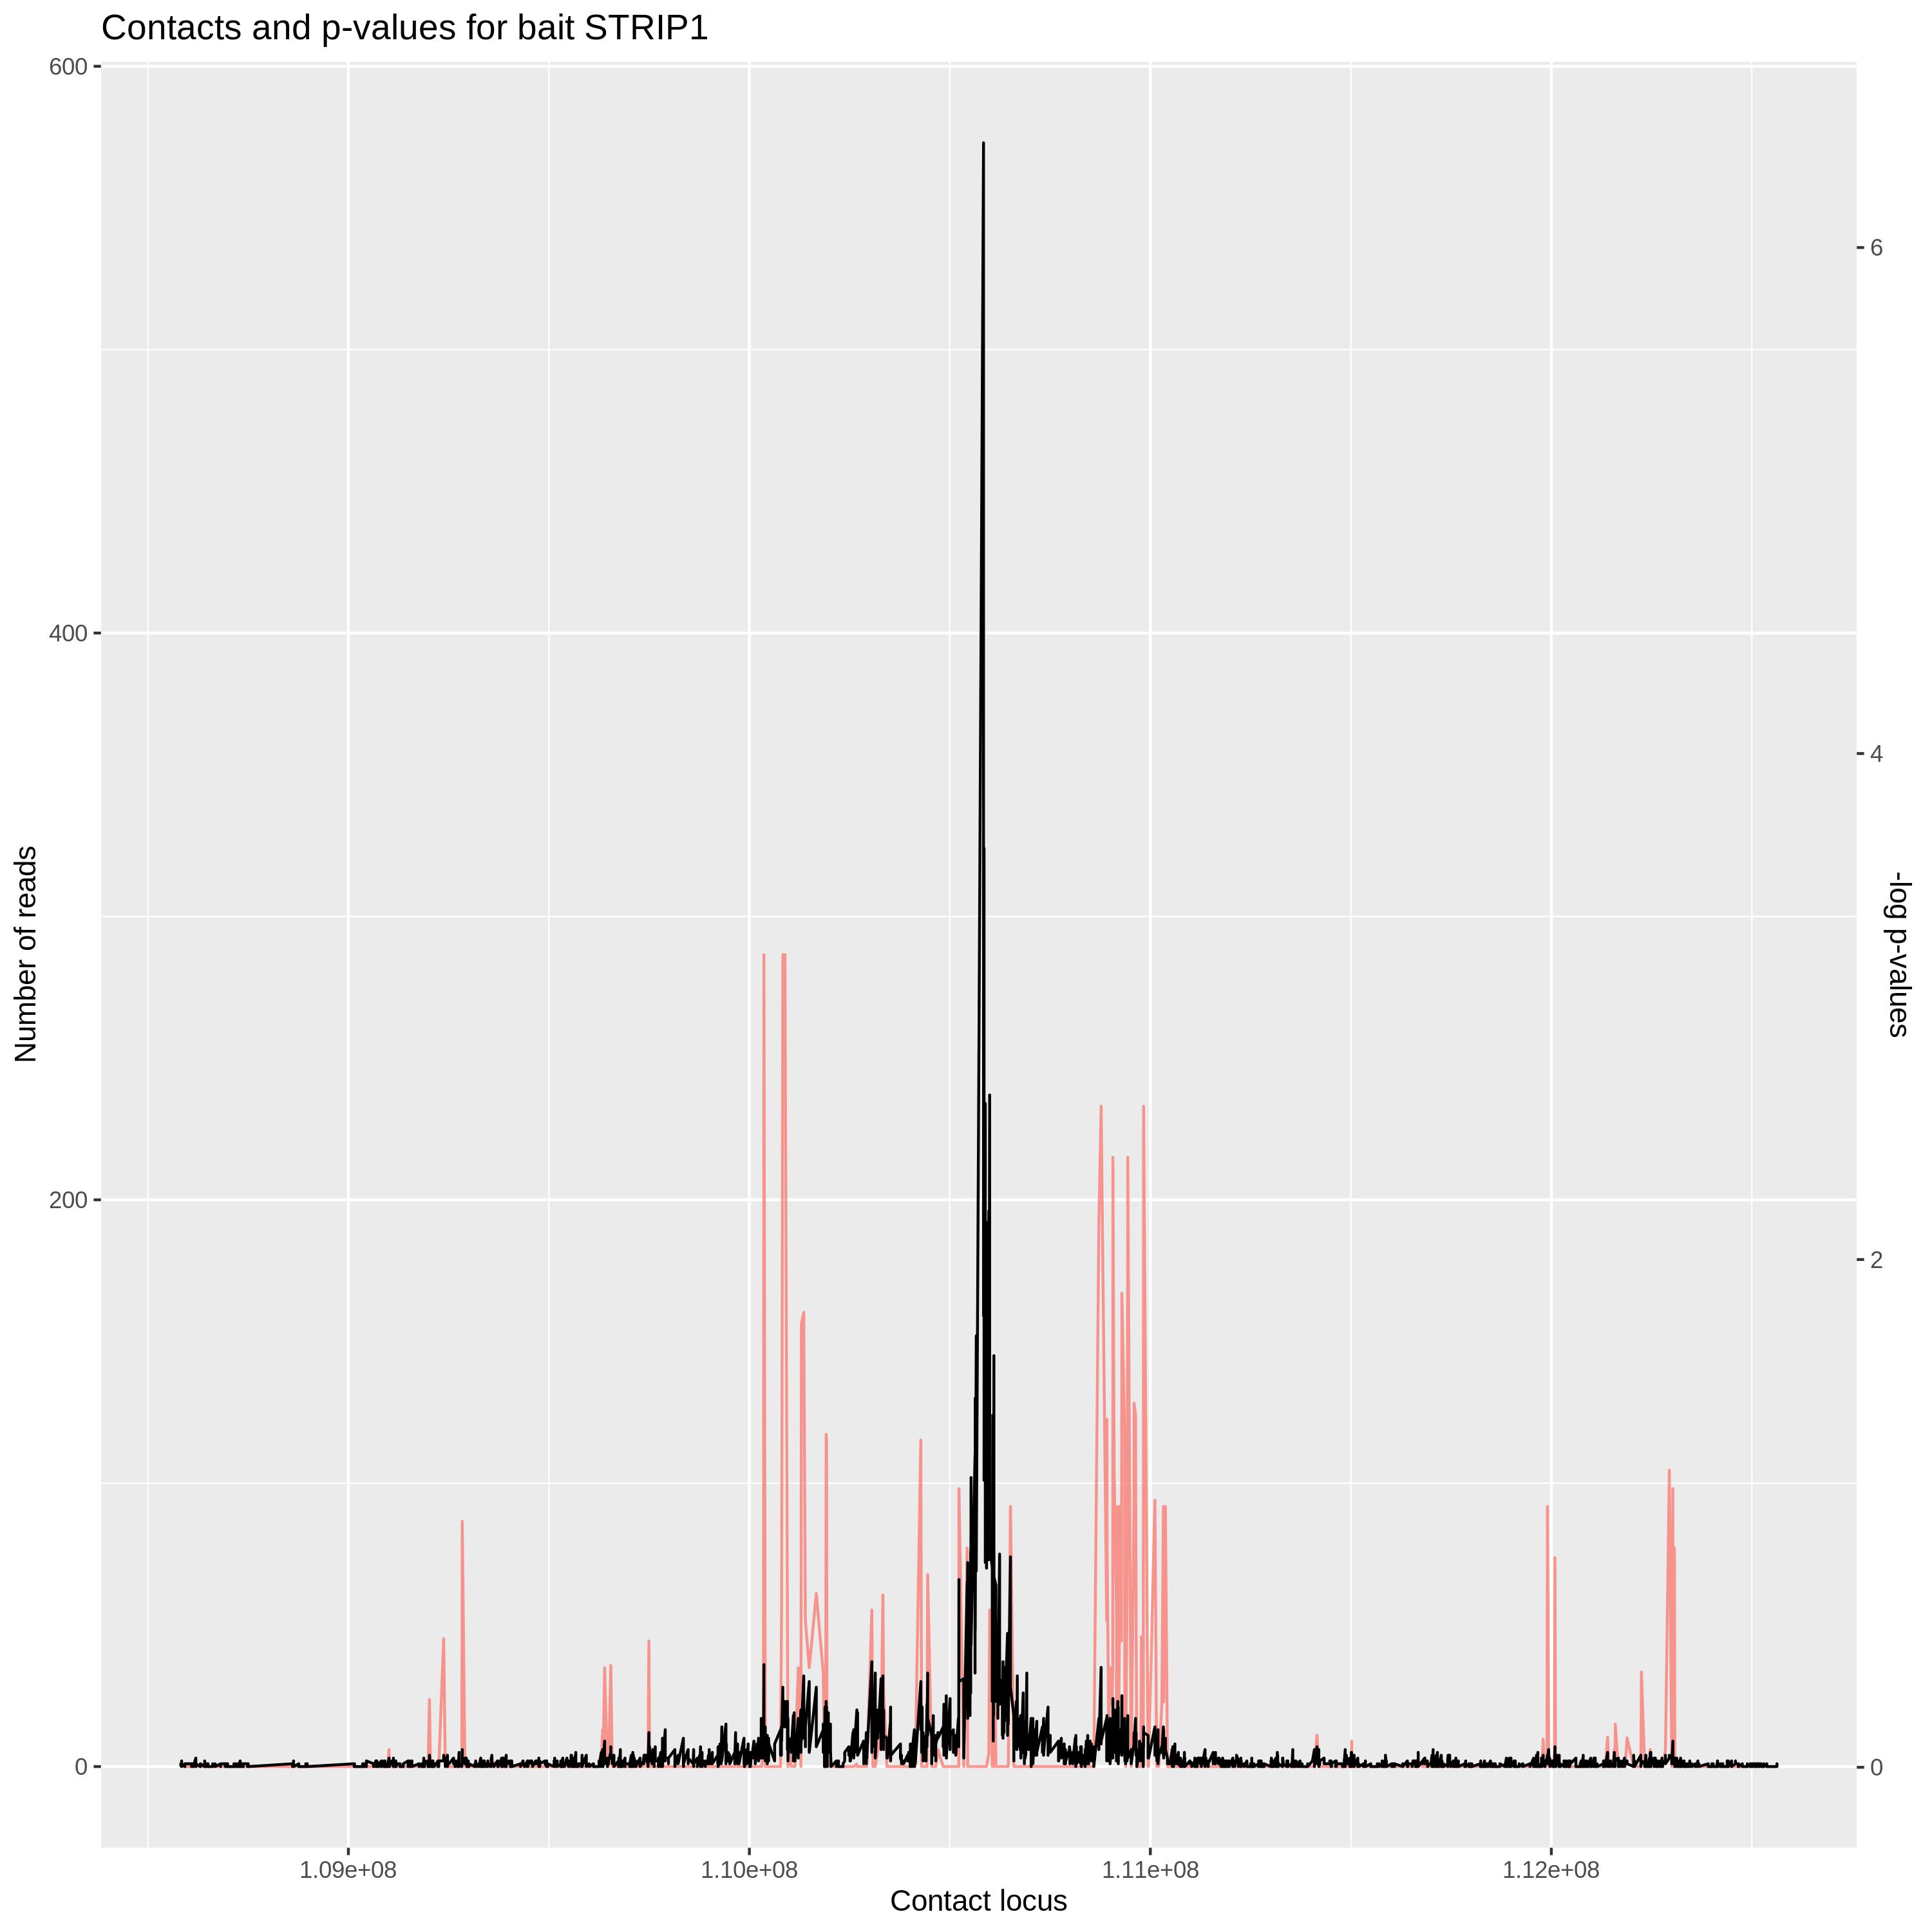 Contacts and p-values for bait STRIP1
600
400
200
0
6
4
2
0
Number of reads
-log p-values
1.09e+08
1.10e+08
1.11e+08
1.12e+08
Contact locus